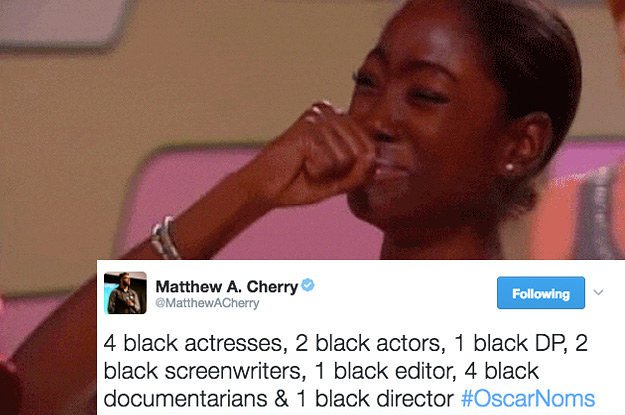 Matthew A. Cherry
@MatthewACherry
Following
4 black actresses, 2 black actors, 1 black DP, 2
black screenwriters, 1 black editor, 4 black
documentarians & 1 black director #OscarNoms